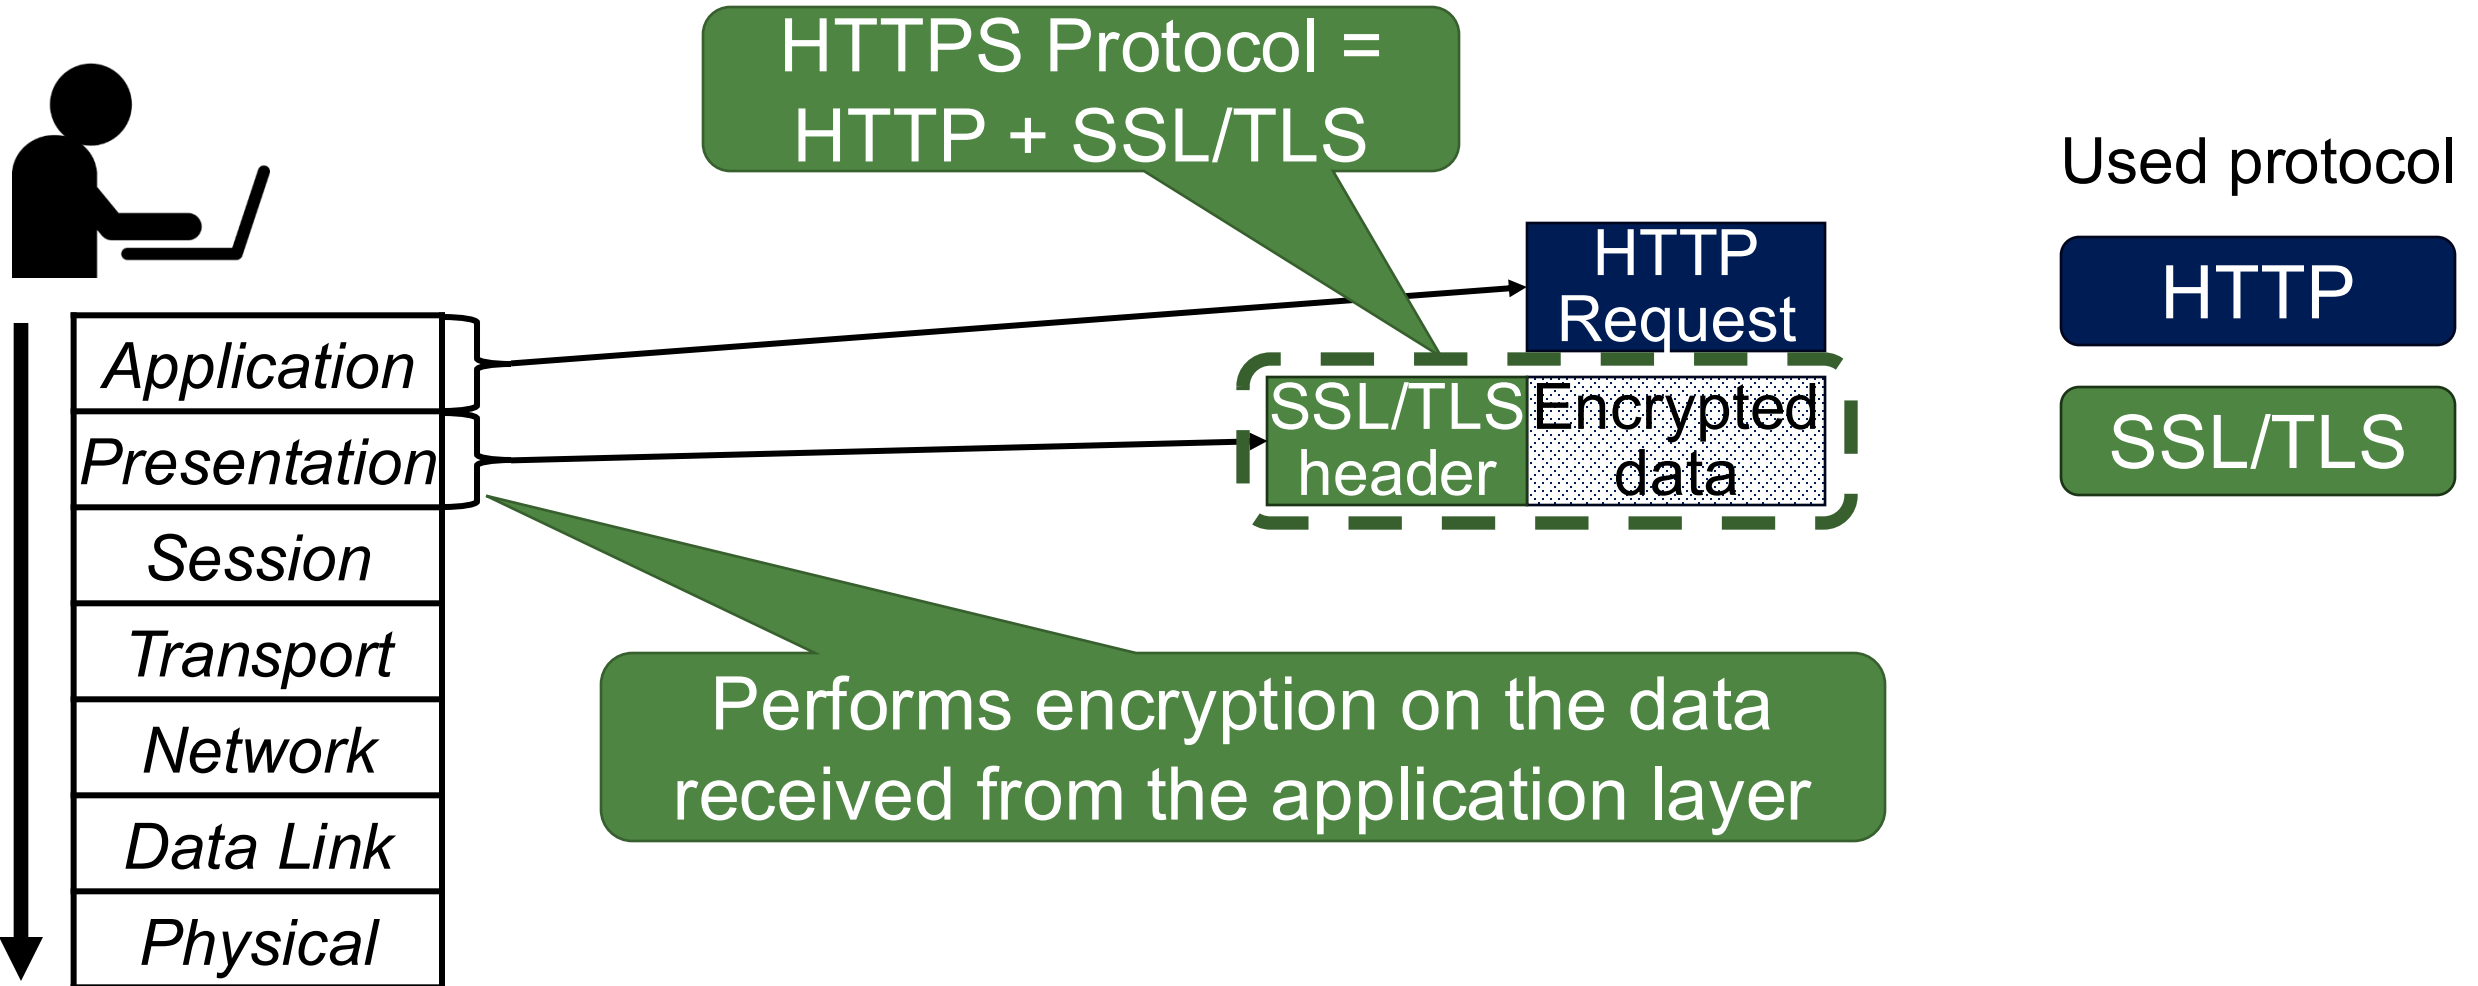 HTTPS Protocol =
HTTP + SSL/TLS
Used protocol
HTTP
Request
HTTP
Application
SSL/TLS
header
Encrypted
data
SSL/TLS
Presentation
Session
Transport
Performs encryption on the data
received from the application layer
Network
Data Link
Physical